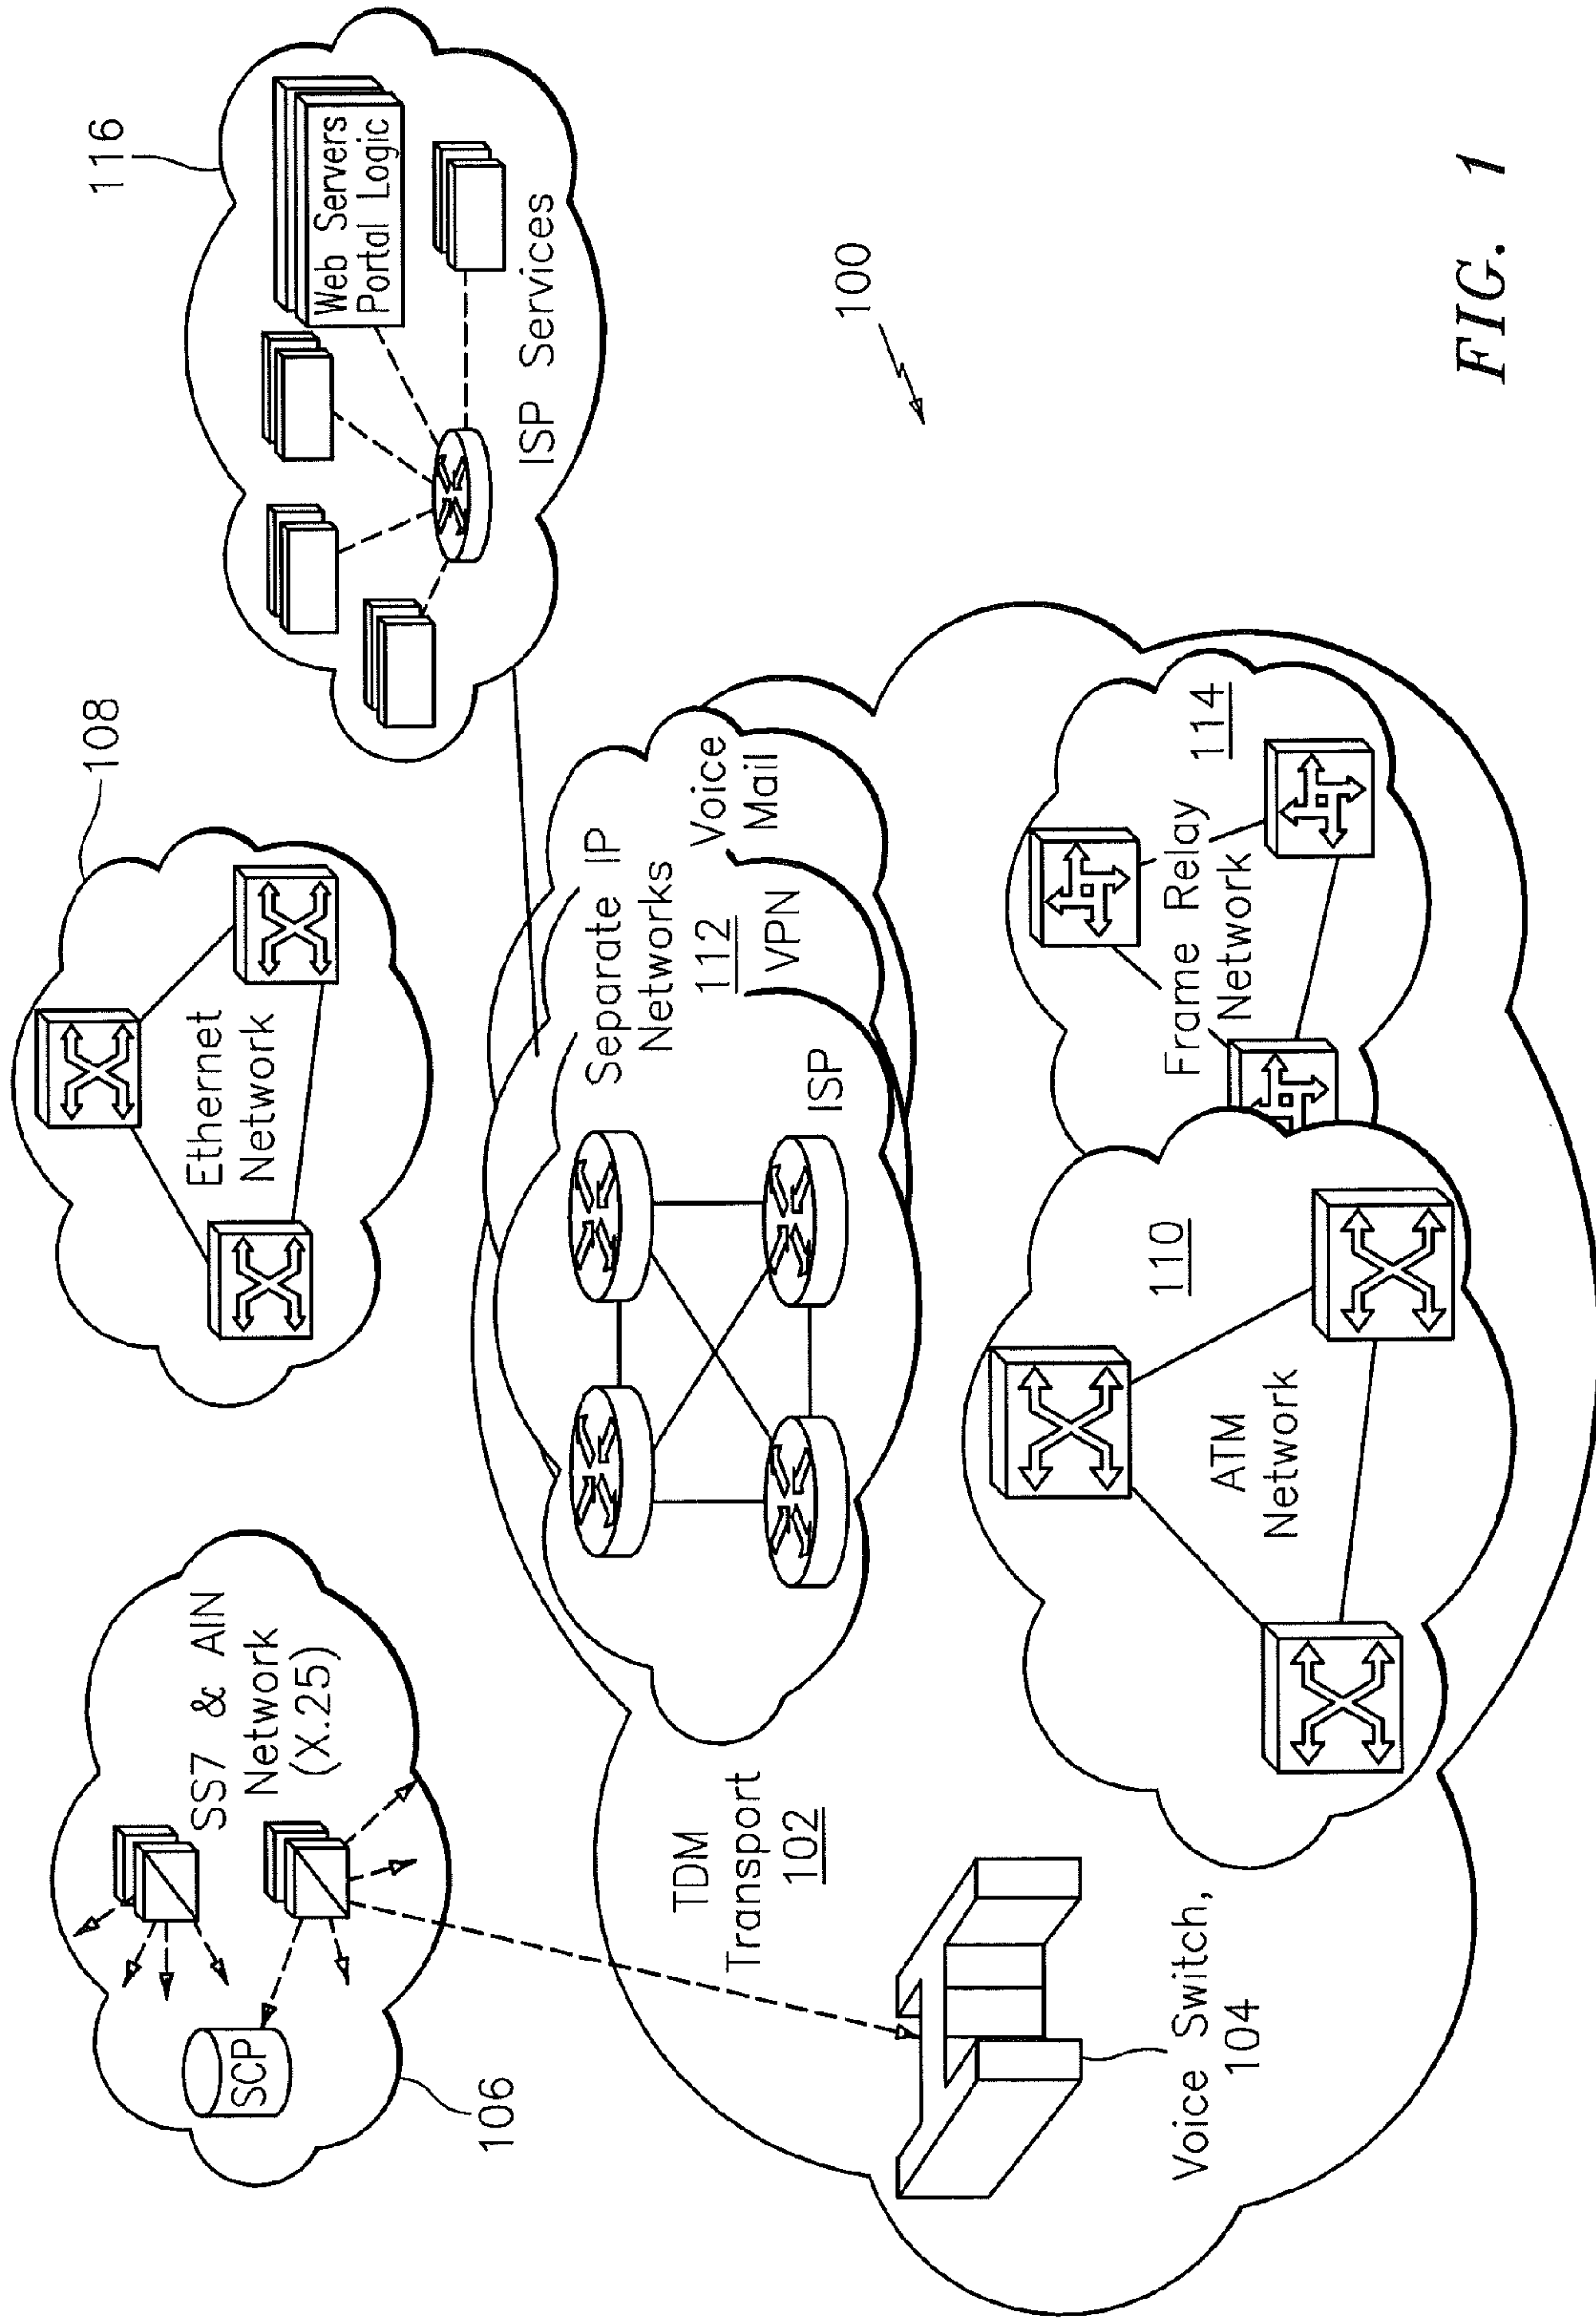 SS7 & AIN
Network
(X.25)
SCP
106
Ethernet
Network
108
116
Web Servers
Portal Logic
ISP Services
TDM
Transport
102
Separate IP
Networks
112
Voice
Mail
VPN
ISP
100
Voice Switch,
104
ATM
Network
110
Frame Relay
Network
114
FIG. 1